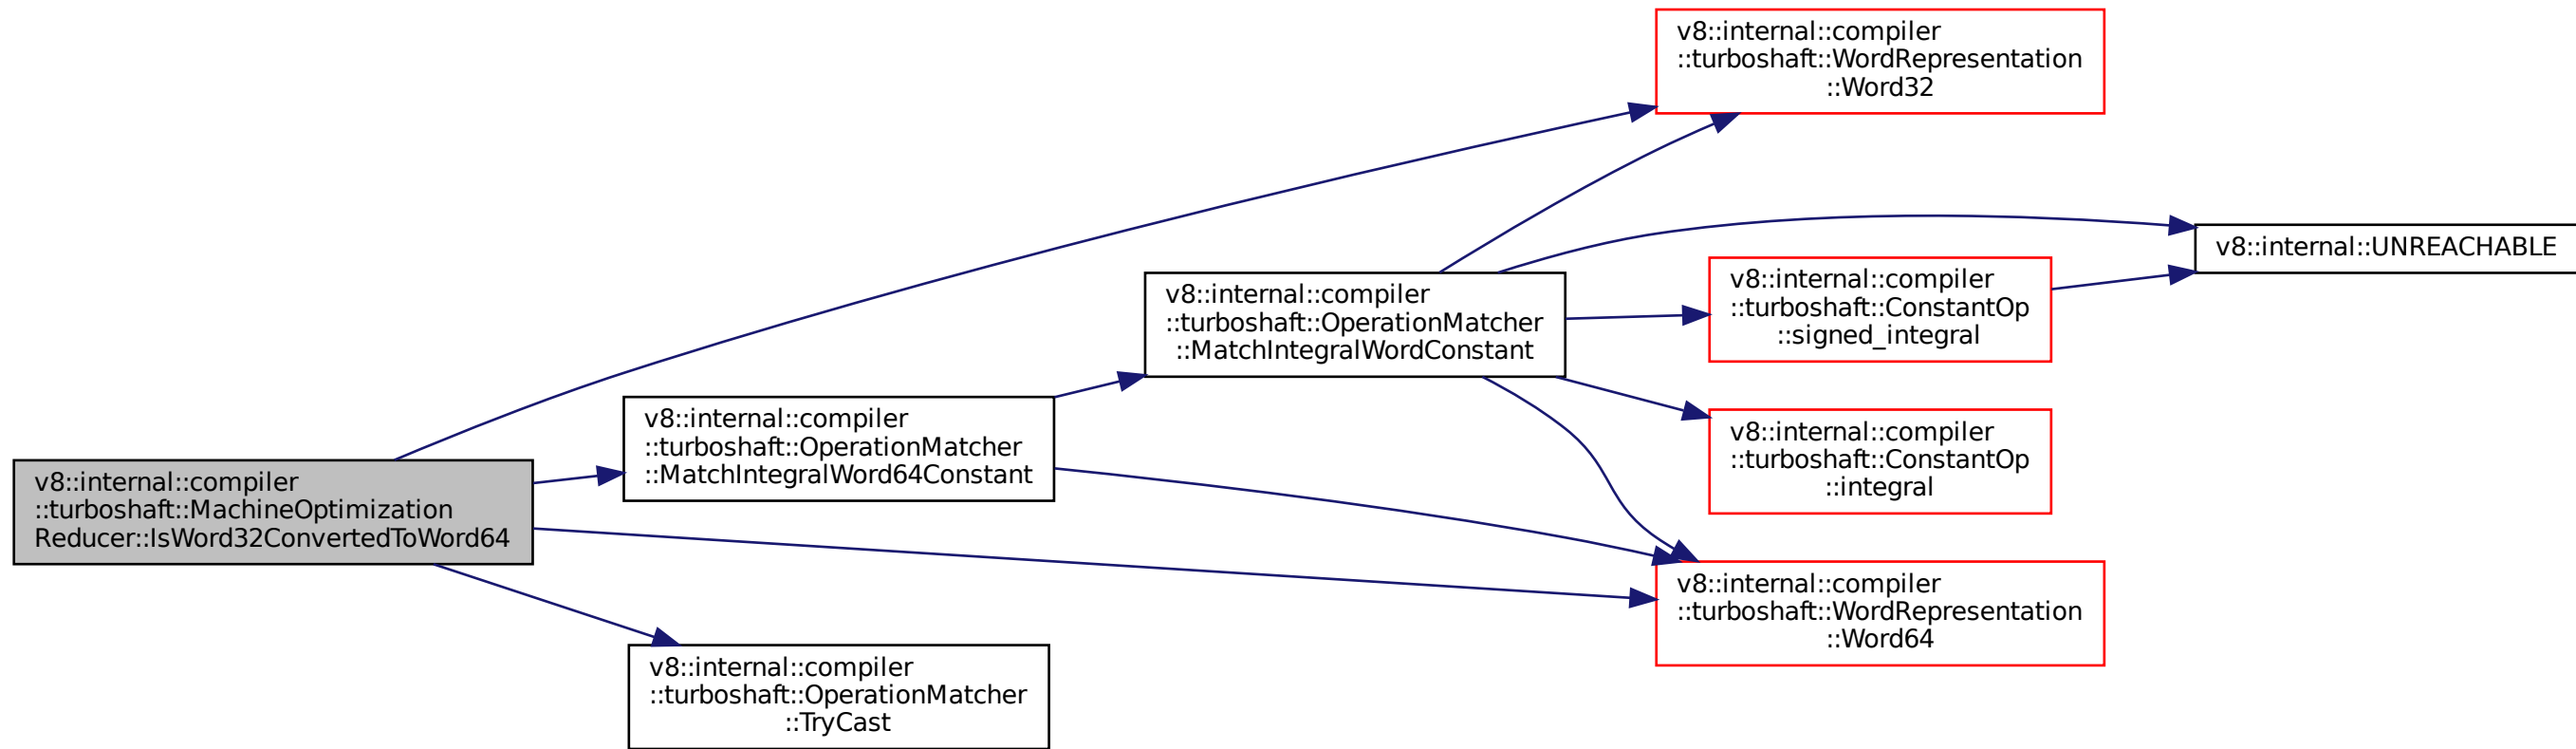 v8::internal::compiler
::turboshaft::MachineOptimization
Reducer::IsWord32ConvertedToWord64
v8::internal::compiler
::turboshaft::OperationMatcher
::MatchIntegralWord64Constant
v8::internal::compiler
::turboshaft::OperationMatcher
::TryCast
v8::internal::compiler
::turboshaft::OperationMatcher
::MatchIntegralWordConstant
v8::internal::compiler
::turboshaft::WordRepresentation
::Word32
v8::internal::compiler
::turboshaft::ConstantOp
::signed_integral
v8::internal::compiler
::turboshaft::ConstantOp
::integral
v8::internal::compiler
::turboshaft::WordRepresentation
::Word64
v8::internal::UNREACHABLE